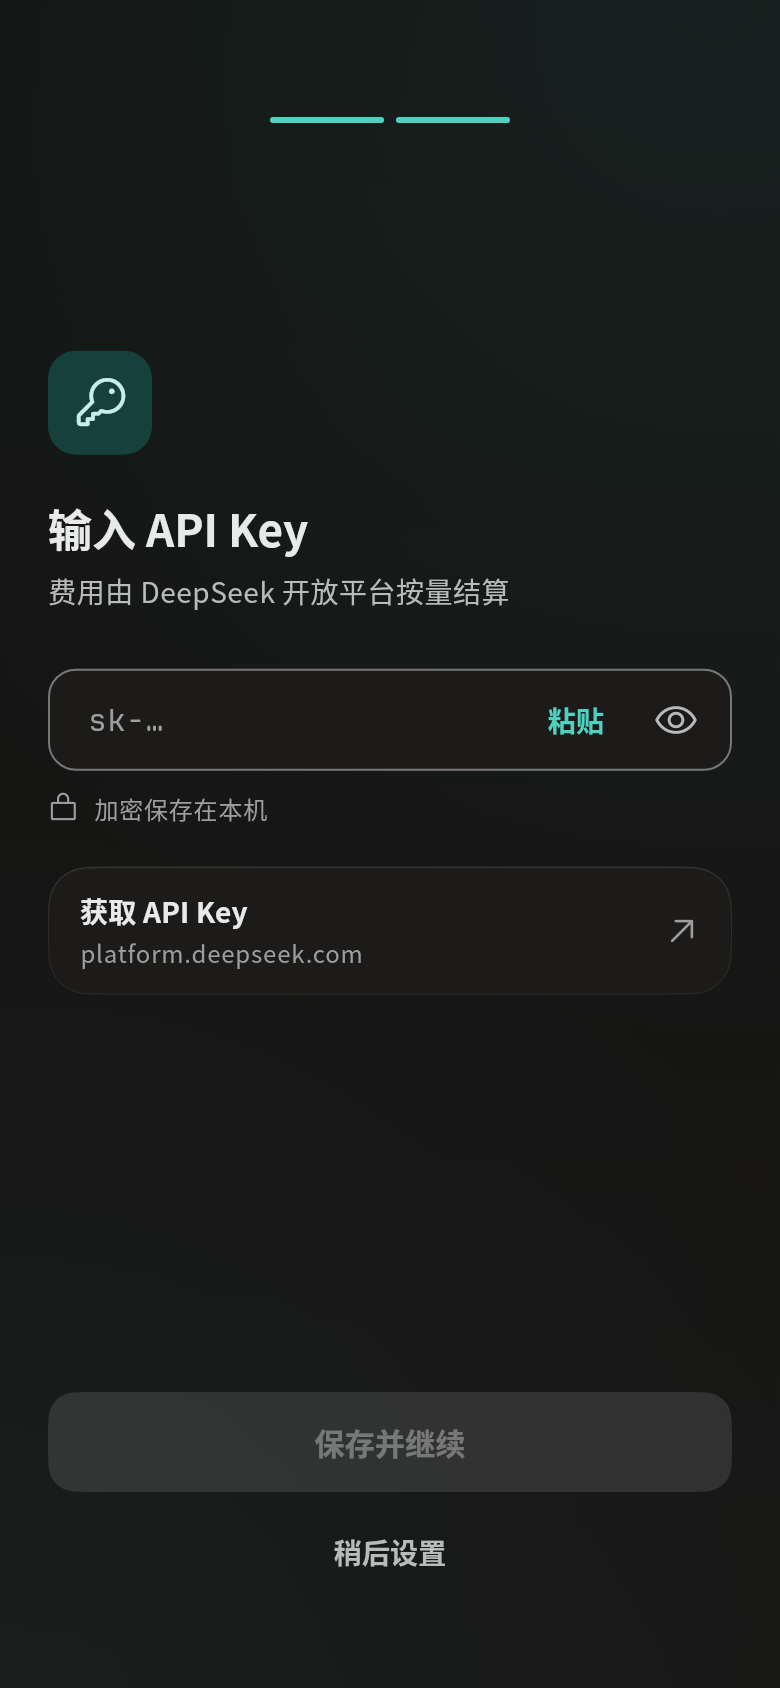 输入 API Key
费用由 DeepSeek 开放平台按量结算
sk-…
粘贴
加密保存在本机
获取 API Key
platform.deepseek.com
保存并继续
稍后设置